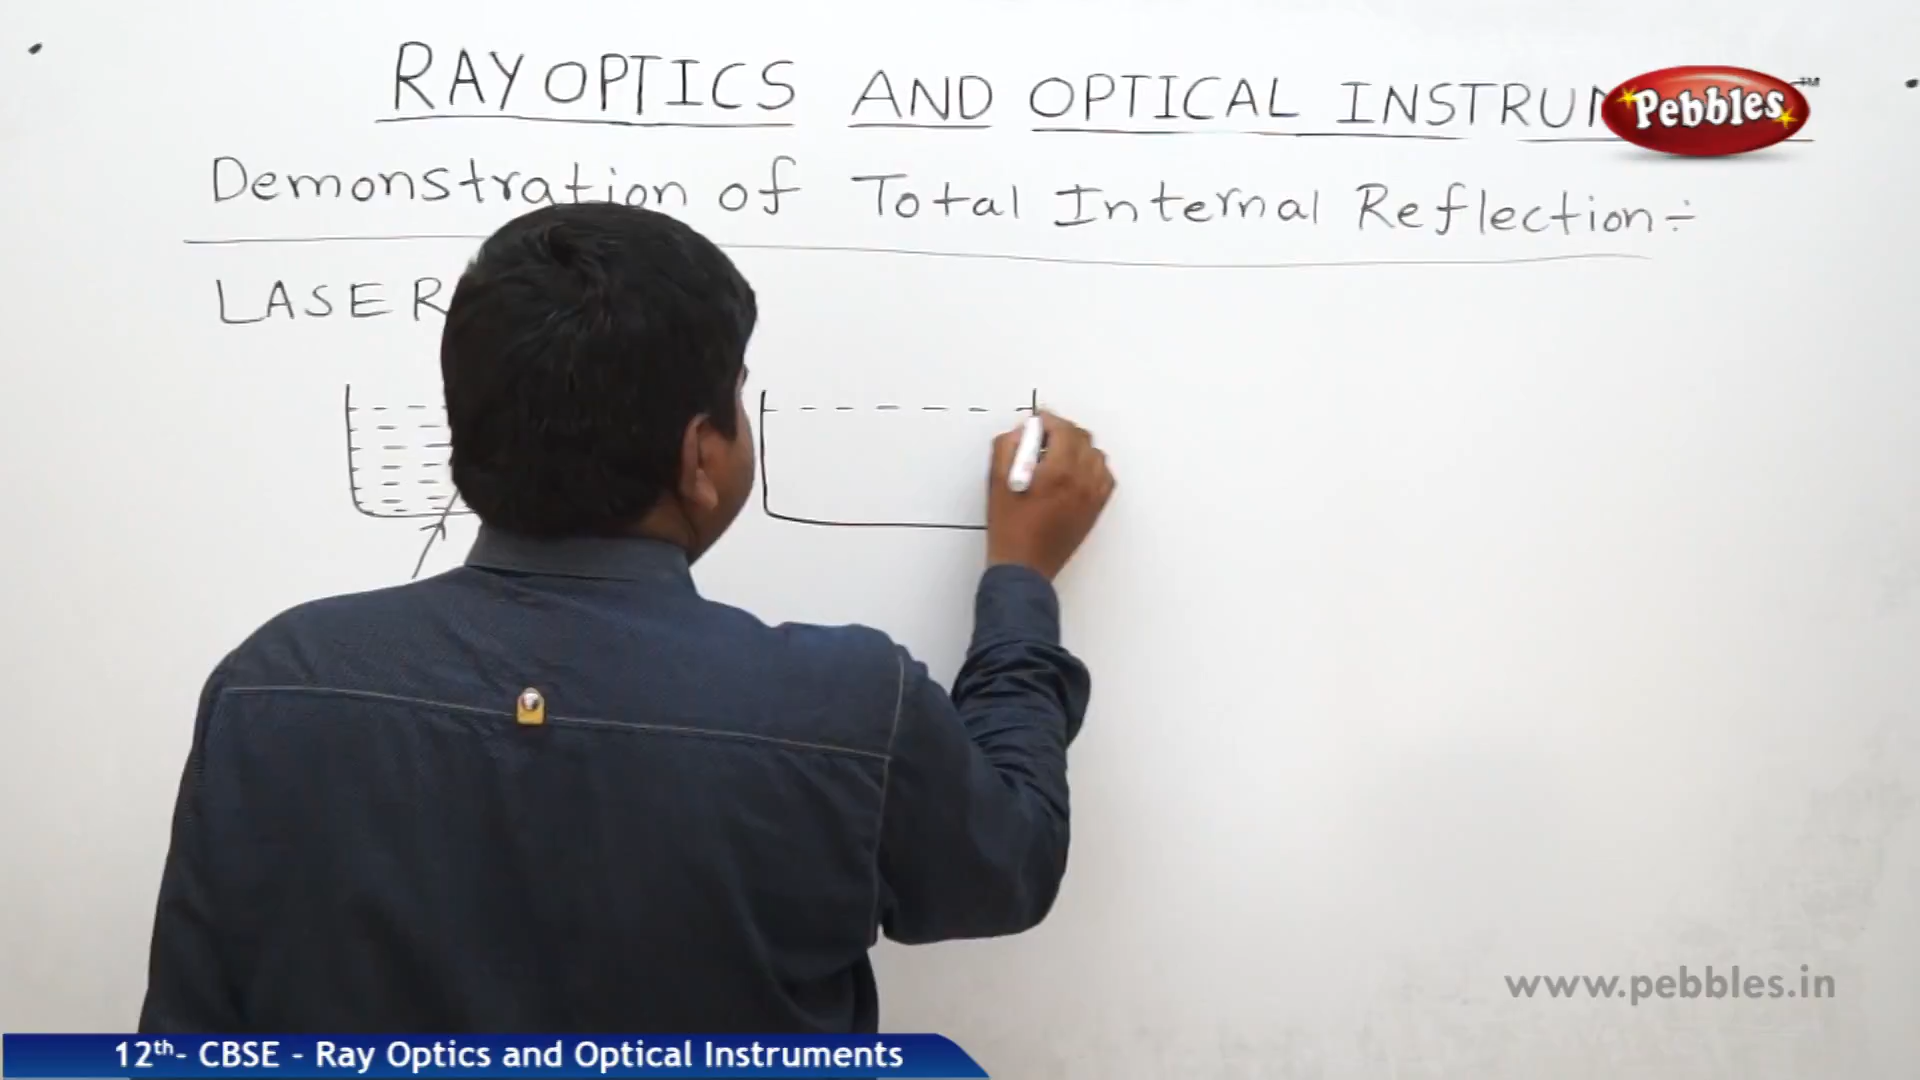 RAY OPTICS AND OPTICAL INSTRU
Pebbles™
Demonstration of Total Internal Reflection÷
LASER
www.pebbles.in
12th- CBSE - Ray Optics and Optical Instruments